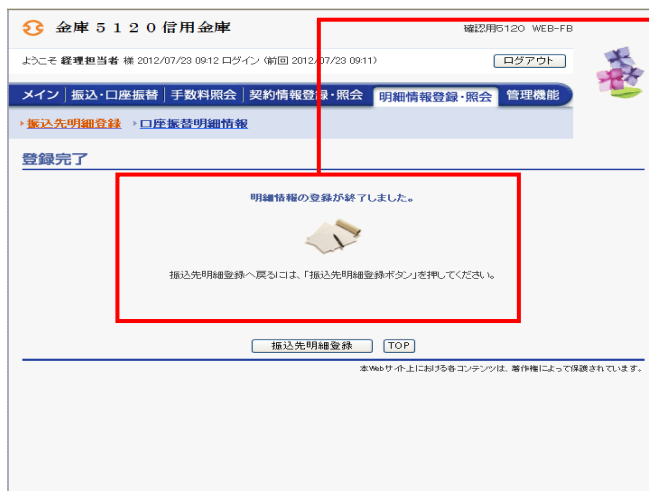 金庫５１２０信用金庫
確認用5120 WEB-FB
ようこそ 経理担当者 様 2012/07/23 09:12 ログイン (前回 2012/07/23 09:11)
ログアウト
メイン 振込・口座振替 手数料照会 契約情報登録・照会 明細情報登録・照会 管理機能
振込先明細登録 口座振替明細情報
登録完了
明細情報の登録が終了しました。
振込先明細登録へ戻るには、「振込先明細登録ボタン」を押してください。
振込先明細登録 TOP
本Webサイト上における各コンテンツは、著作権によって保護されています。